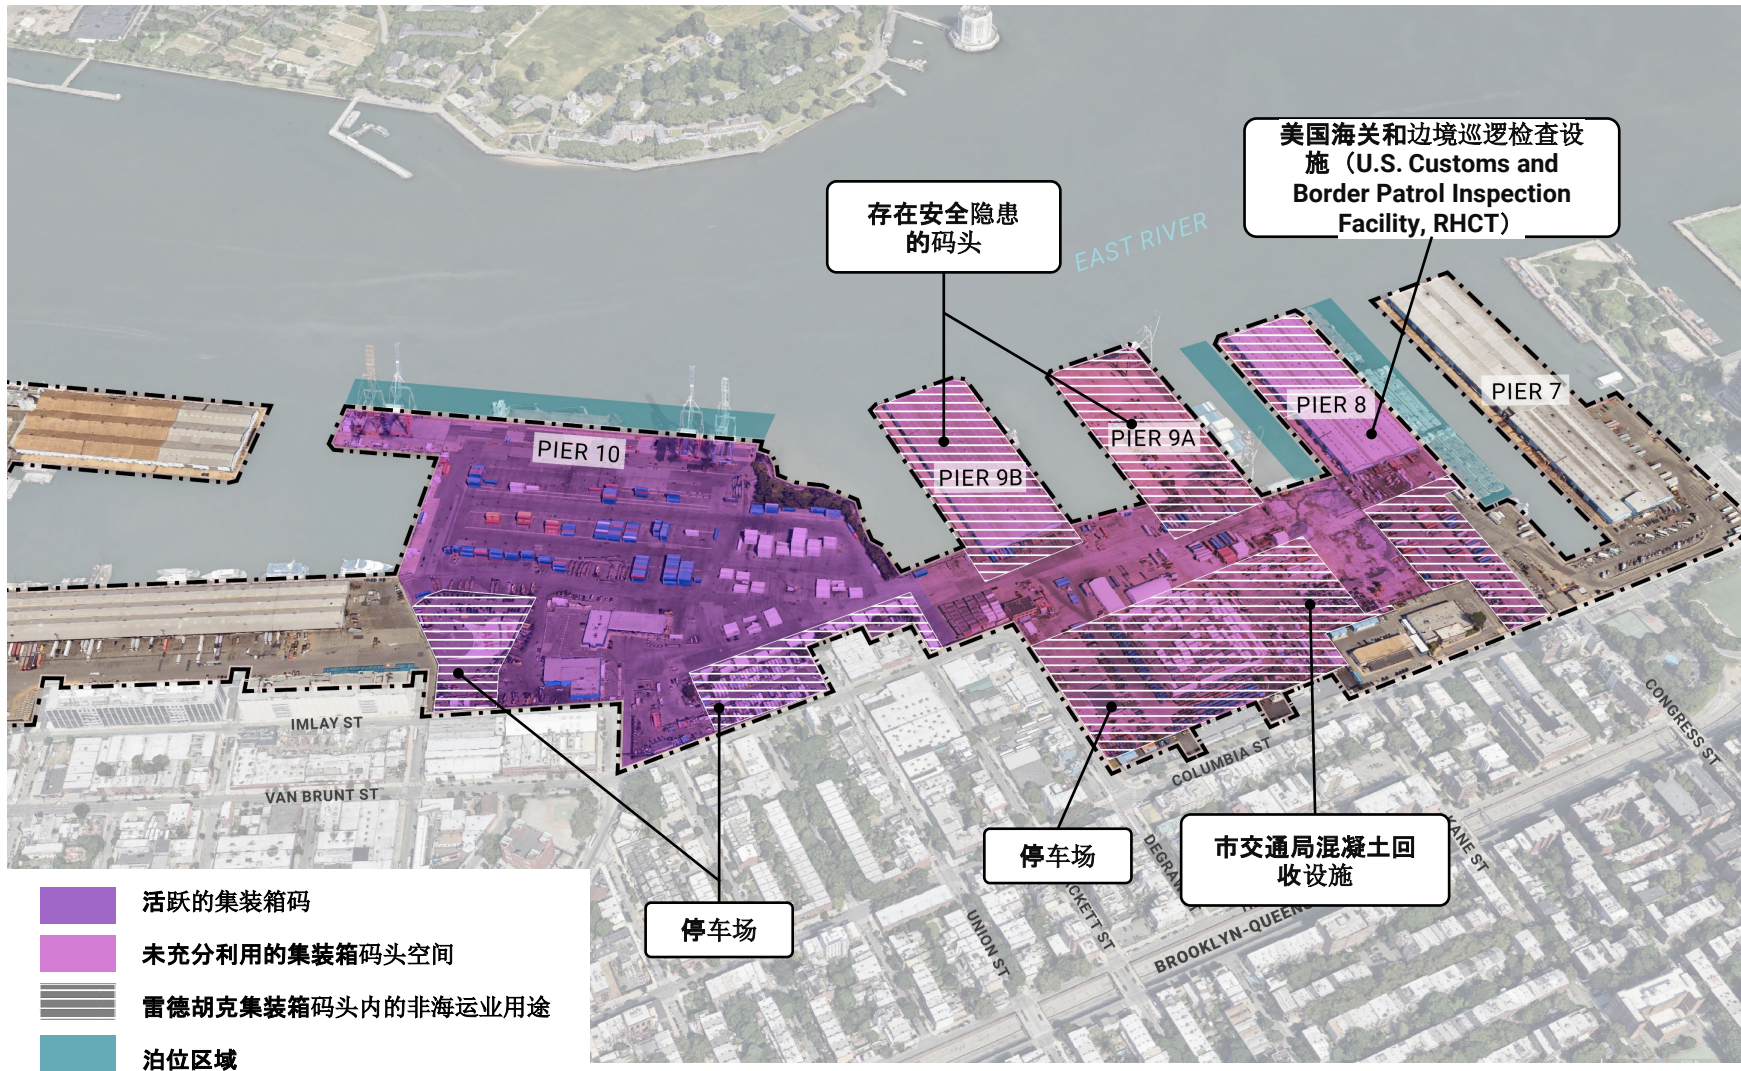 美国海关和边境巡逻检查设
施（U.S. Customs and
Border Patrol Inspection
Facility, RHCT）
存在安全隐患
的码头
EAST RIVER
PIER 7
PIER 8
PIER 9A
PIER 9B
PIER 10
IMLAY ST
VAN BRUNT ST
COLUMBIA ST
CONGRESS ST
UNION ST
BROOKLYN-QUEENS
停车场
市交通局混凝土回
收设施
停车场
活跃的集装箱码
未充分利用的集装箱码头空间
雷德胡克集装箱码头内的非海运业用途
泊位区域